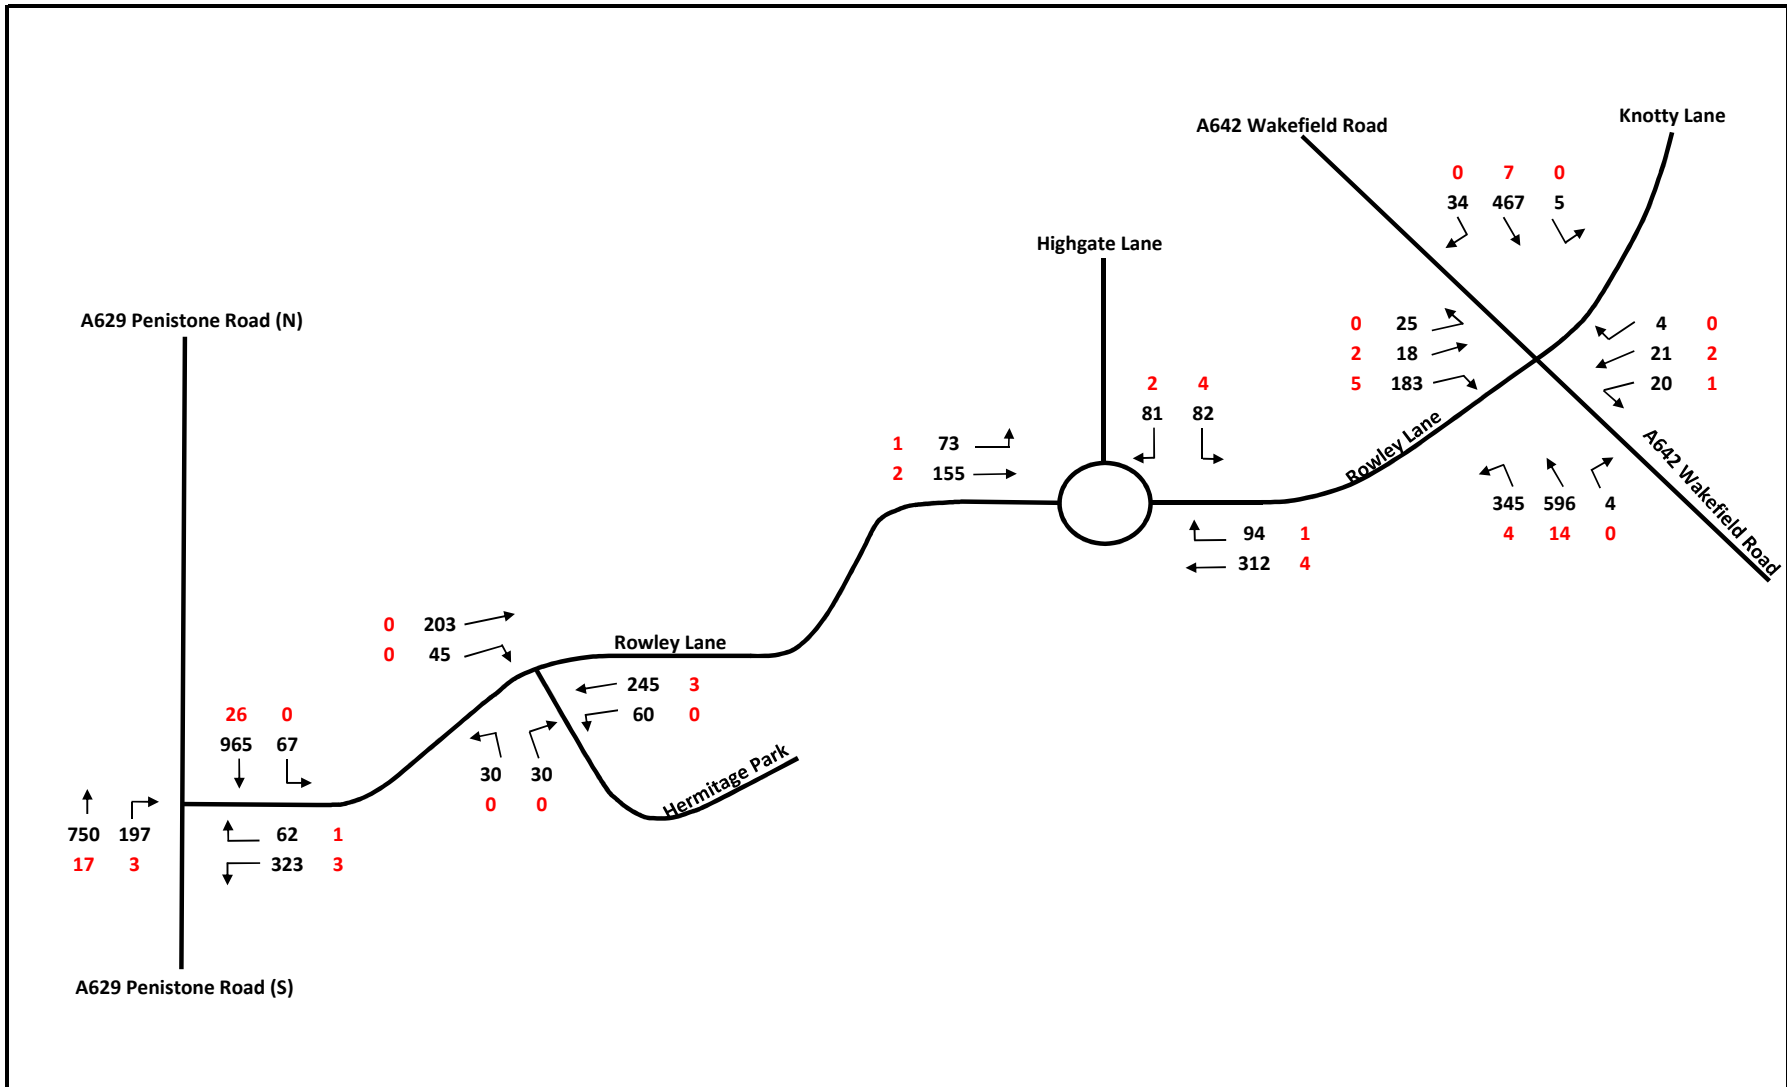 Knotty Lane
A642 Wakefield Road
0 7 0
34 467 5
Highgate Lane
A629 Penistone Road (N)
0 25
4 0
2 18
21 2
5 183
20 1
2 4
81 82
Rowley Lane
A642 Wakefield Road
1 73
2 155
345 596 4
4 14 0
94 1
312 4
0 203
0 45
Rowley Lane
245 3
60 0
26 0
965 67
30 30
0 0
Hermitage Park
750 197
17 3
62 1
323 3
A629 Penistone Road (S)